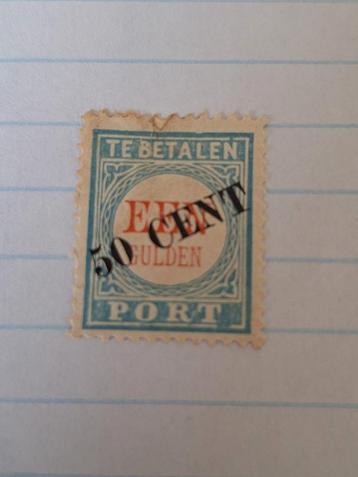 TE BETALEN
EEN
50 CENT
GULDEN
PORT